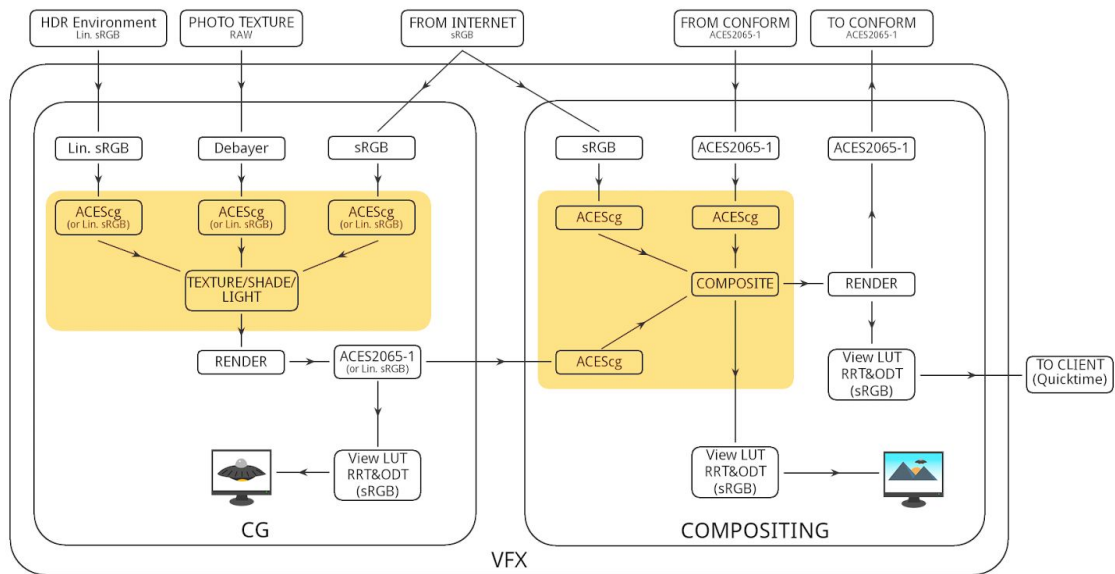 HDR Environment
Lin. sRGB
PHOTO TEXTURE
RAW
FROM INTERNET
sRGB
FROM CONFORM
ACES2065-1
TO CONFORM
ACES2065-1
Lin. sRGB
Debayer
sRGB
sRGB
ACES2065-1
ACES2065-1
ACEScg
(or Lin. sRGB)
ACEScg
(or Lin. sRGB)
ACEScg
(or Lin. sRGB)
ACEScg
ACEScg
TEXTURE/SHADE/
LIGHT
COMPOSITE
RENDER
RENDER
ACES2065-1
(or Lin. sRGB)
ACEScg
View LUT
RRT&ODT
(sRGB)
TO CLIENT
(Quicktime)
View LUT
RRT&ODT
(sRGB)
View LUT
RRT&ODT
(sRGB)
CG
COMPOSITING
VFX